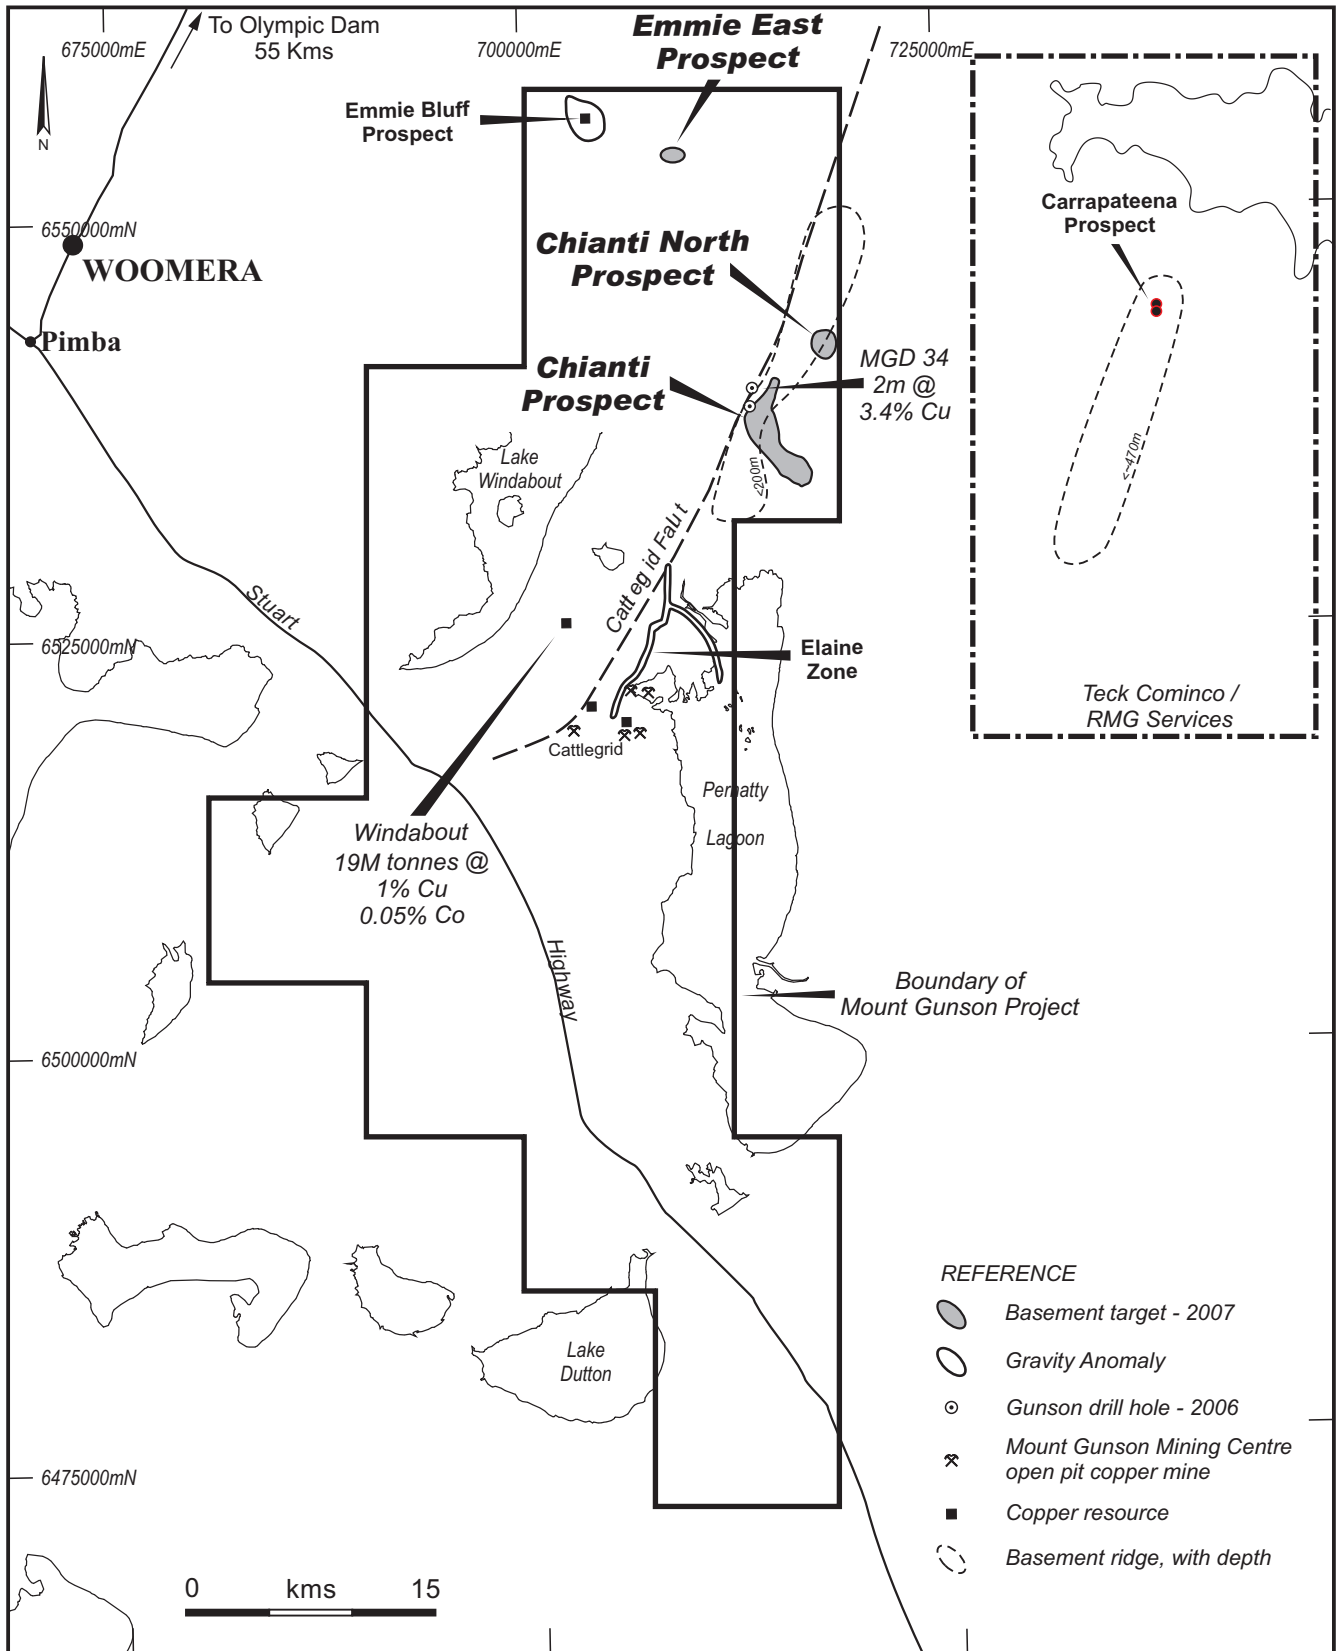 To Olympic Dam
55 Kms
675000mE
700000mE
725000mE
Emmie East
Prospect
Emmie Bluff
Prospect
N
6550000mN
WOOMERA
Pimba
Chianti North
Prospect
Chianti
Prospect
MGD 34
2m @
3.4% Cu
Carrapateena
Prospect
<~470m
Teck Cominco /
RMG Services
Lake
Windabout
<200m
Catt eg id Fau t
Stuart
6525000mN
Elaine
Zone
Cattlegrid
Pernatty
Lagoon
Windabout
19M tonnes @
1% Cu
0.05% Co
Highway
Boundary of
Mount Gunson Project
6500000mN
Lake
Dutton
6475000mN
REFERENCE
Basement target - 2007
Gravity Anomaly
Gunson drill hole - 2006
Mount Gunson Mining Centre
open pit copper mine
Copper resource
Basement ridge, with depth
0 kms 15